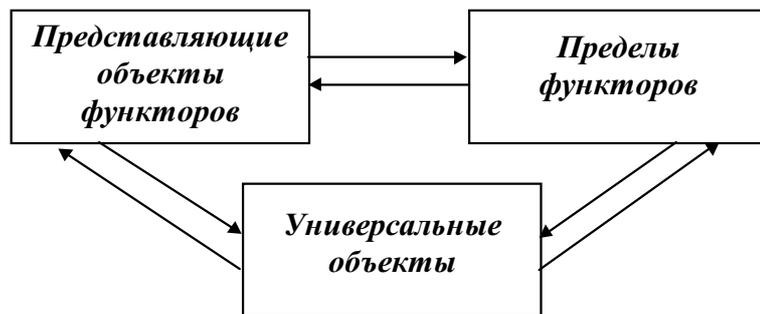 Представляющие
объекты
функторов
Пределы
функторов
Универсальные
объекты